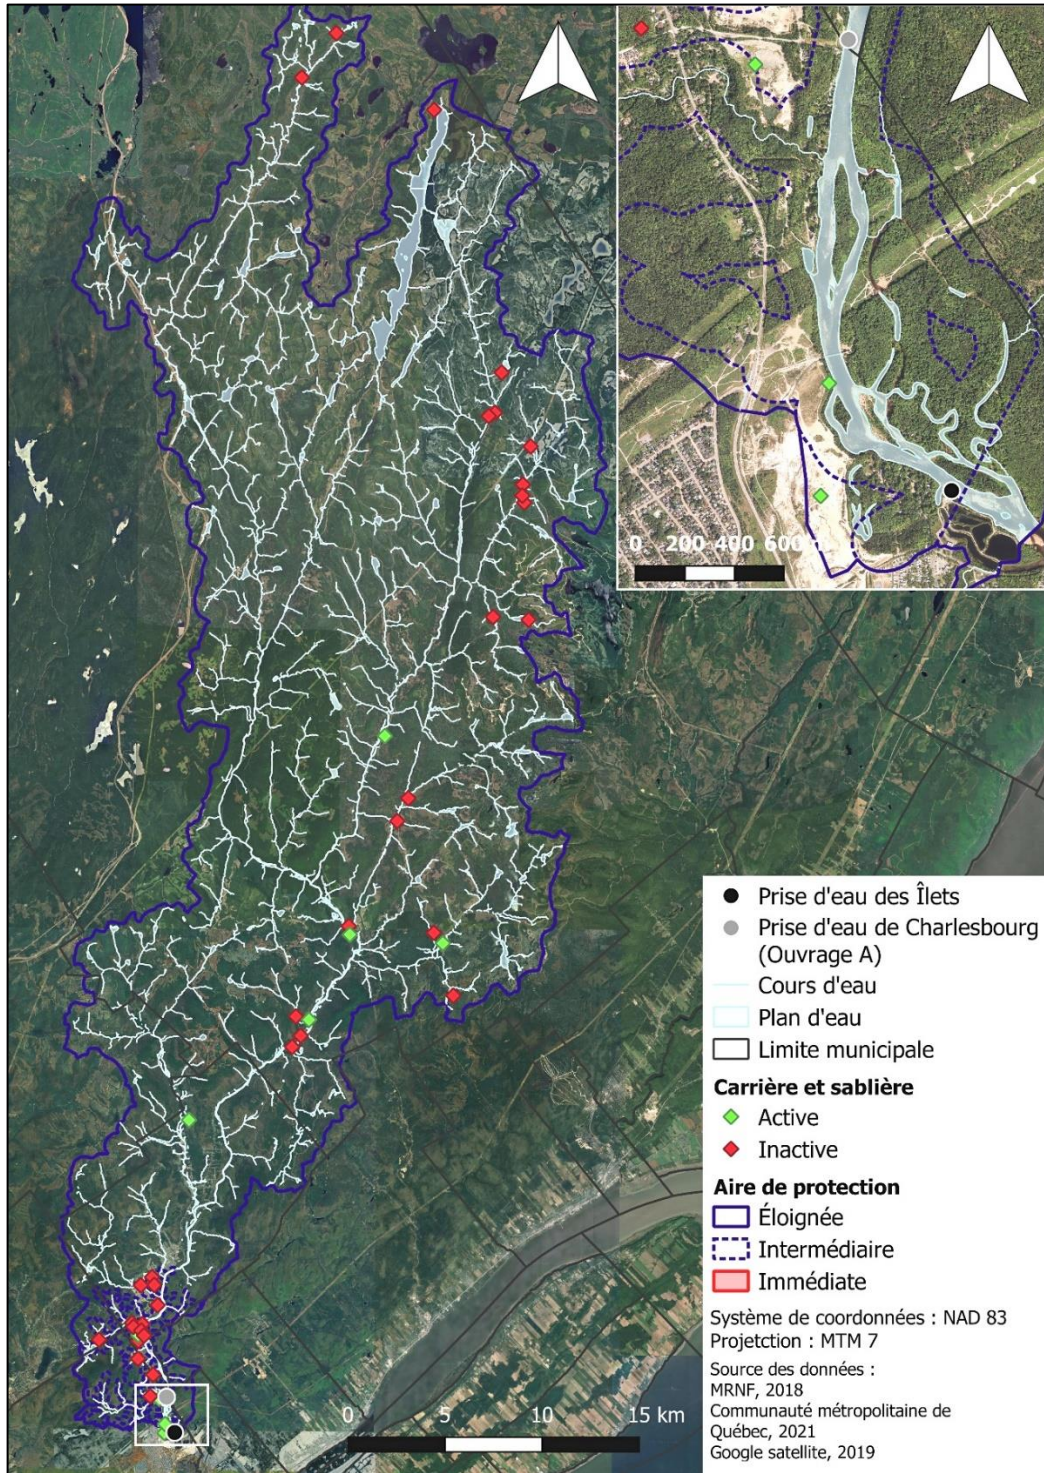 0 200 400 600
Prise d'eau des Îlets
Prise d'eau de Charlesbourg
(Ouvrage A)
Cours d'eau
Plan d'eau
Limite municipale
Carrière et sablière
Active
Inactive
Aire de protection
Éloignée
Intermédiaire
Immédiate
Système de coordonnées : NAD 83
Projetction : MTM 7
Source des données :
MRNF, 2018
Communauté métropolitaine de
Québec, 2021
Google satellite, 2019
0 5 10 15 km